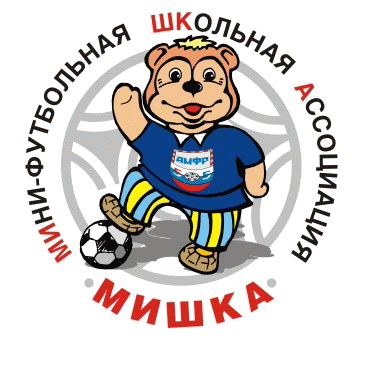 МИНИ-ФУТБОЛЬНАЯ ШКОЛЬНАЯ АССОЦИАЦИЯ
АМФР
·МИШКА·